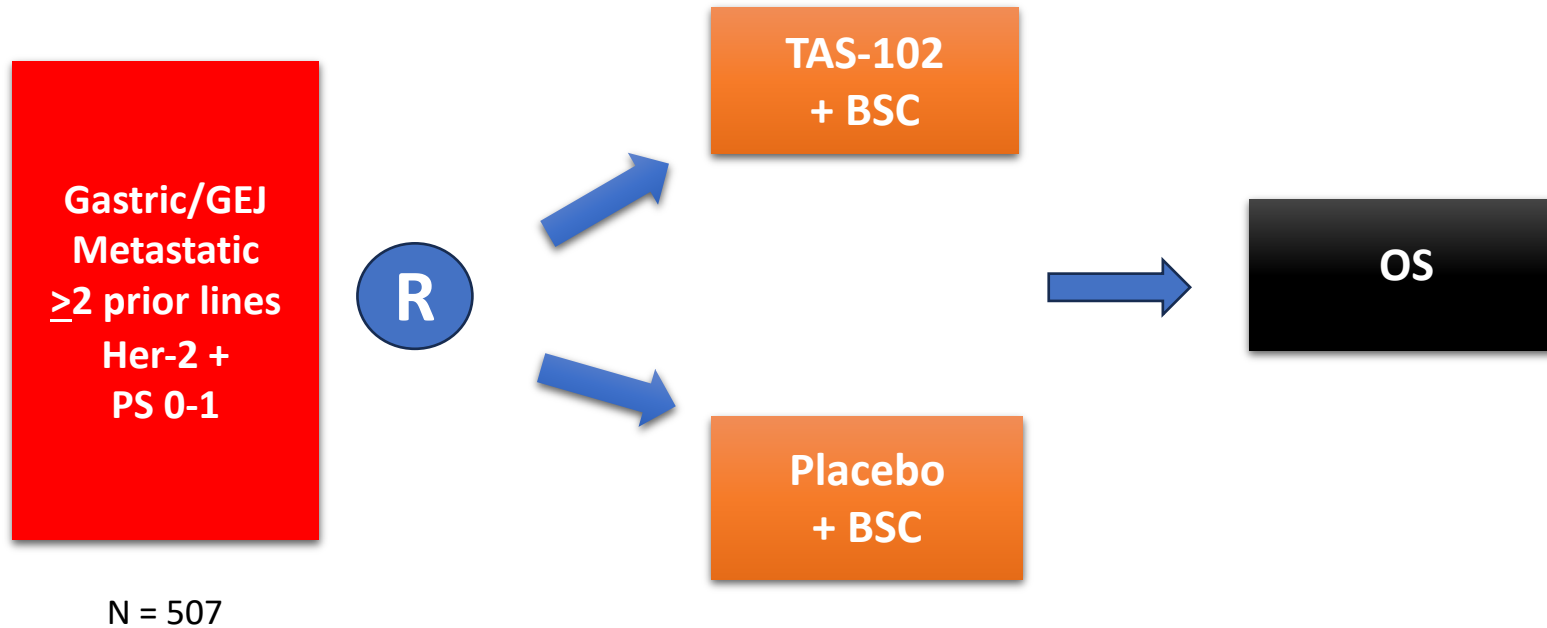 Gastric/GEJ
Metastatic
>2 prior lines
Her-2 +
PS 0-1
N = 507
R
TAS-102
+ BSC
Placebo
+ BSC
OS